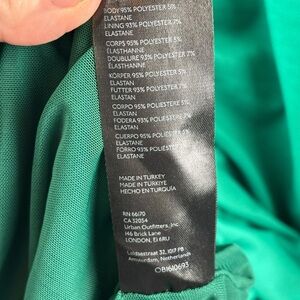 BODY 95% POLYESTER 5%
ELASTANE
LINING 93% POLYESTER 7%
ELASTANE
CORPS 95% POLYESTER 5%
ELASTHANNE
DOUBLURE 93% POLYESTER 7%
ELASTHANNE
KÖRPER 95% POLYESTER 5%
ELASTAN
FUTTER 93% POLYESTER 7%
ELASTAN
CORPO 95% POLIESTERE 5%
ELASTAN
FODERA 93% POLIESTERE 7%
ELASTAN
CUERPO 95% POLIÉSTER 5%
ELASTANO
FORRO 93% POLIÉSTER 7%
ELASTANO
MADE IN TURKEY
MADE IN TÜRKIYE
HECHO EN TURQUÍA
RN 66170
CA 32054
Urban Outfitters, Inc
146 Brick Lane
LONDON, E1 6RU
Leidsestraat 32, 1017 PB
Amsterdam, Netherlands
OB1610693